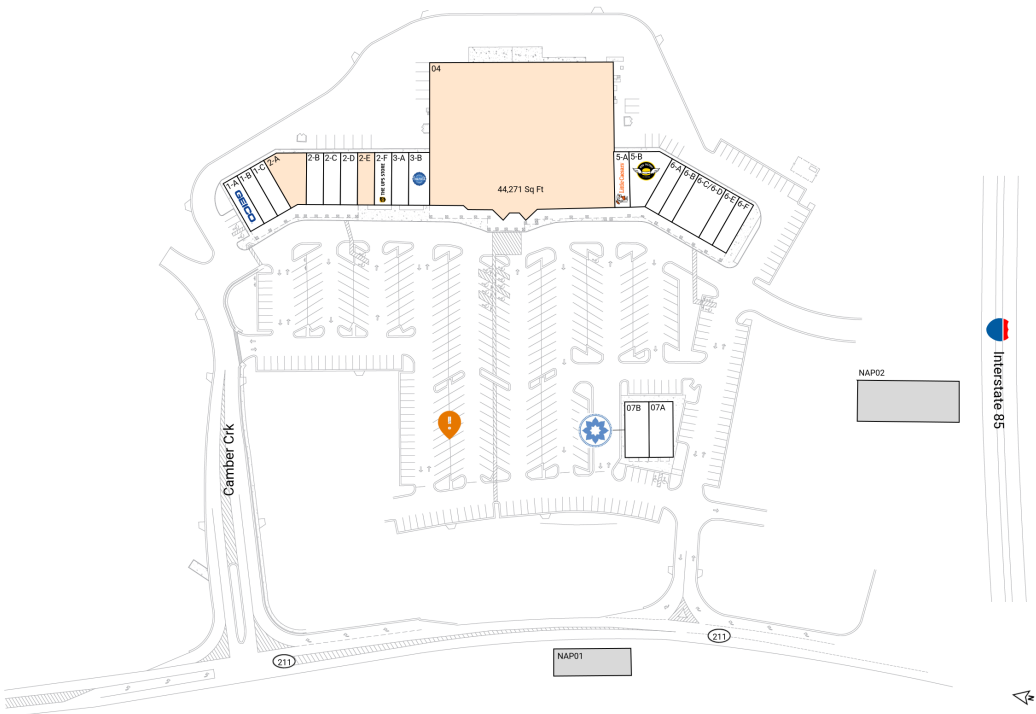 04
44,271 Sq Ft
1-A
1-B
1-C
2-A
2-B
2-C
2-D
2-E
2-F
3-A
3-B
5-A
5-B
6-A
6-B
6-C/6-D
6-E
6-F
GEICO
THE UPS STORE
Little Caesars
Interstate 85
NAP02
07B
07A
Camber Crk
211
211
NAP01
N